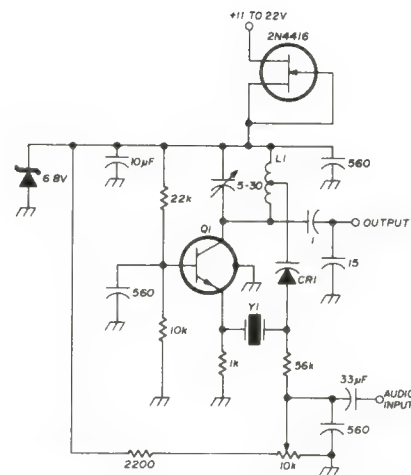 +11 TO 22V
2N4416
6.8V
10µF
22k
5-30
L1
560
Q1
1
OUTPUT
15
CR1
560
Y1
10k
1k
56k
33µF
AUDIO INPUT
560
2200
10k